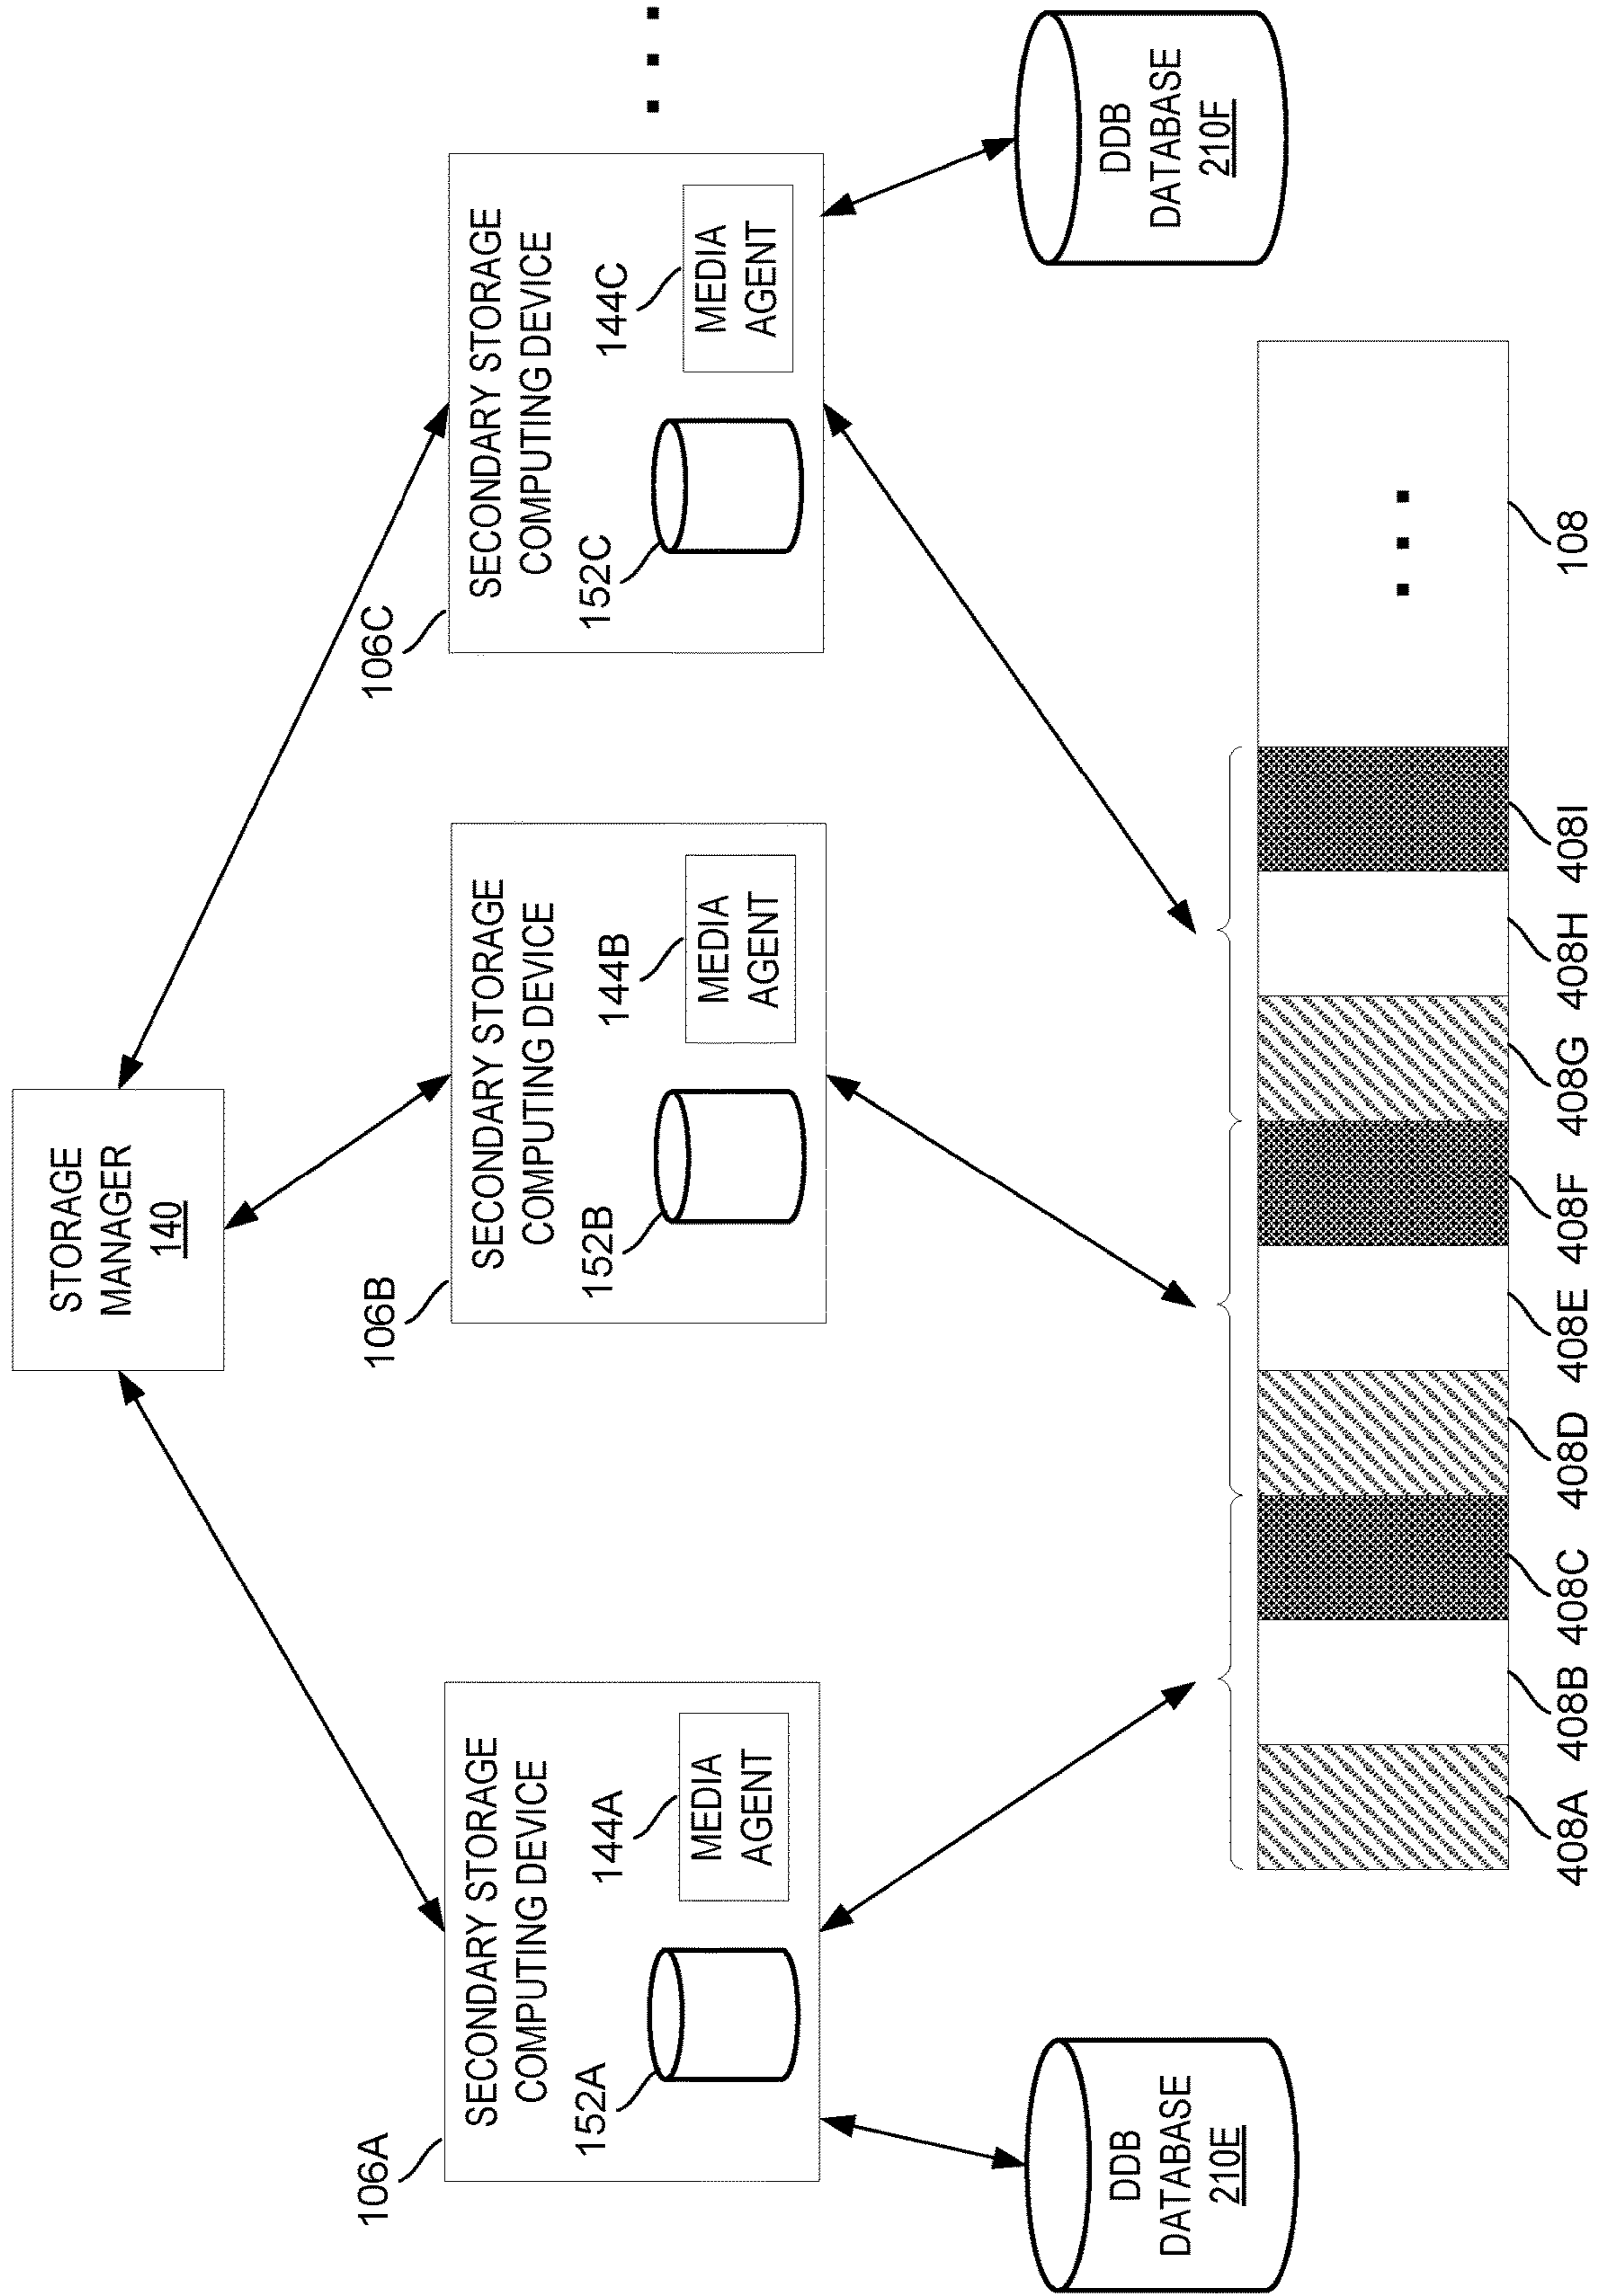 STORAGE
MANAGER
140
106A
SECONDARY STORAGE
COMPUTING DEVICE
152A
144A
MEDIA
AGENT
106B
SECONDARY STORAGE
COMPUTING DEVICE
152B
144B
MEDIA
AGENT
106C
SECONDARY STORAGE
COMPUTING DEVICE
152C
144C
MEDIA
AGENT
DDB
DATABASE
210E
DDB
DATABASE
210F
408A 408B 408C 408D 408E 408F 408G 408H 408I 108